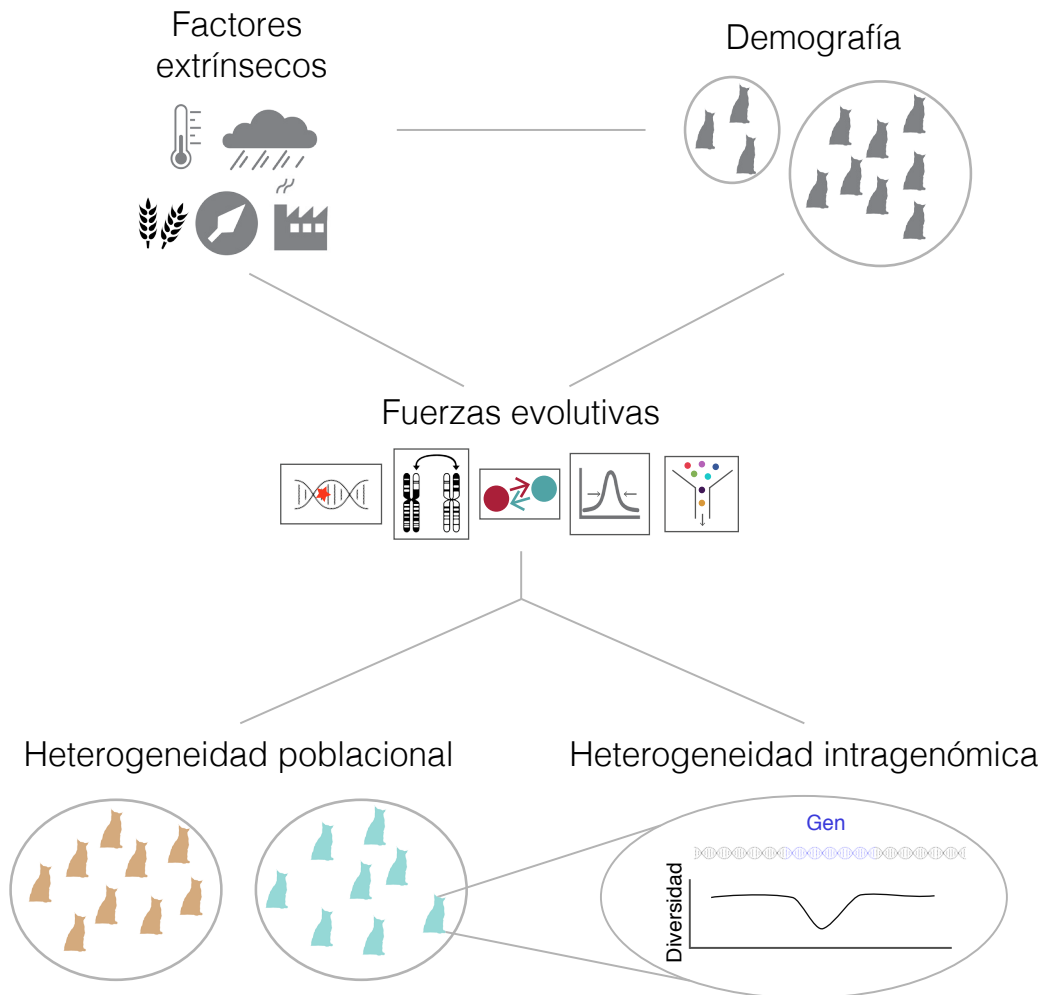 Factores
extrínsecos
Demografía
Fuerzas evolutivas
Heterogeneidad poblacional
Heterogeneidad intragenómica
Gen
Diversidad